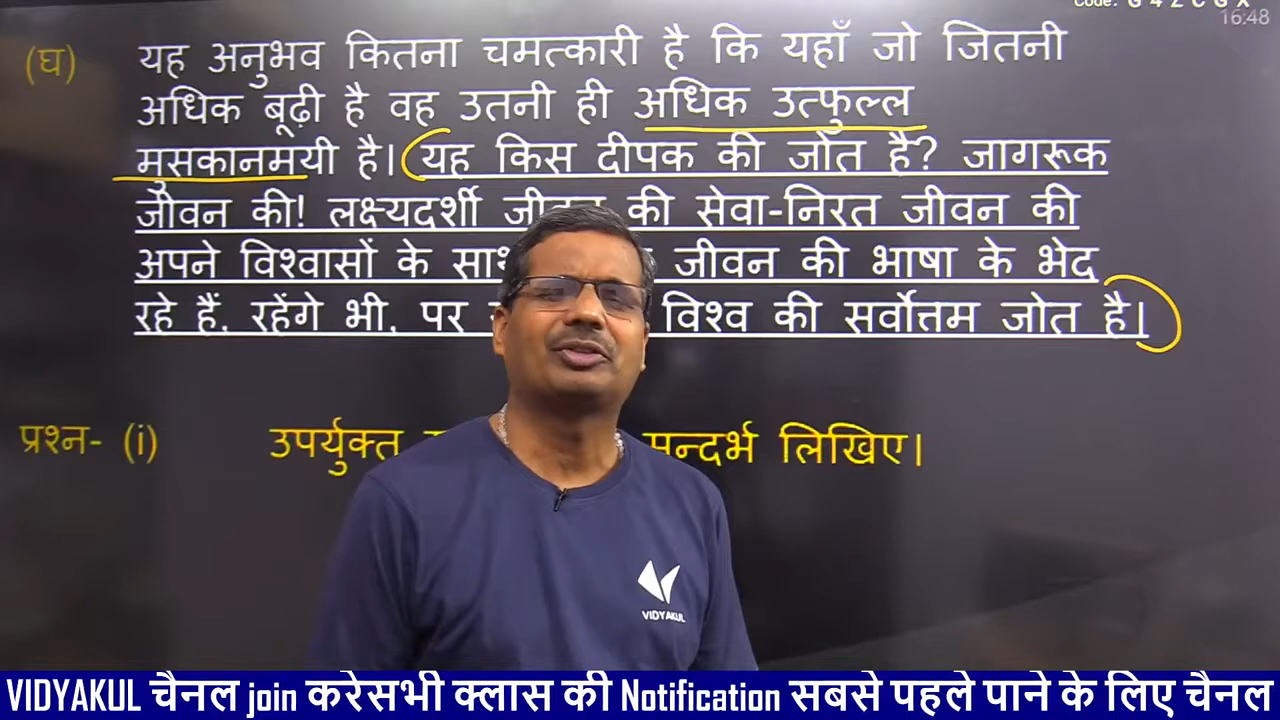 Code: G 4 Z C G X
16:48
(घ) यह अनुभव कितना चमत्कारी है कि यहाँ जो जितनी
अधिक बूढ़ी है वह उतनी ही अधिक उत्फुल्ल
मुसकानमयी है। यह किस दीपक की जोत है? जागरूक
जीवन की! लक्ष्यदर्शी जीवन की सेवा-निरत जीवन की
अपने विश्वासों के साथ जीवन की भाषा के भेद
रहे हैं. रहेंगे भी, पर विश्व की सर्वोत्तम जोत है।
प्रश्न- (i) उपर्युक्त सन्दर्भ लिखिए।
VIDYAKUL
VIDYAKUL चैनल join करेसभी क्लास की Notification सबसे पहले पाने के लिए चैनल